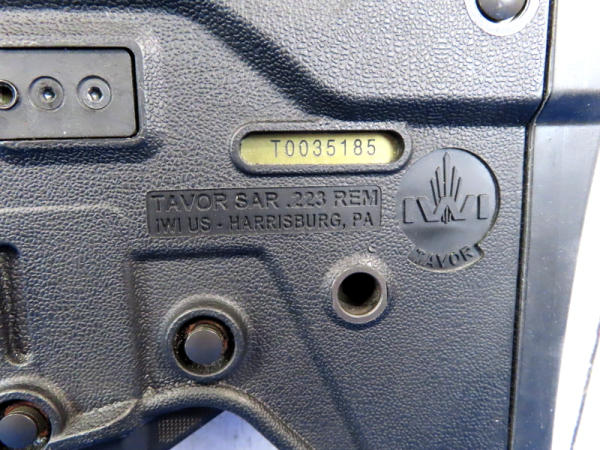 T0035185
TAVOR SAR .223 REM
IWI US - HARRISBURG, PA
IWI
TAVOR